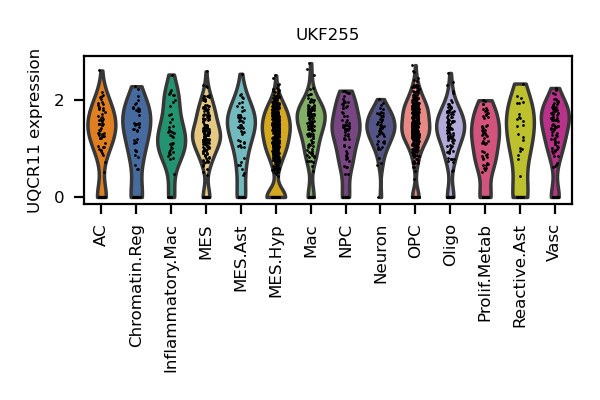 UKF255
UQCR11 expression
2
0
AC
Chromatin.Reg
Inflammatory.Mac
MES
MES.Ast
MES.Hyp
Mac
NPC
Neuron
OPC
Oligo
Prolif.Metab
Reactive.Ast
Vasc